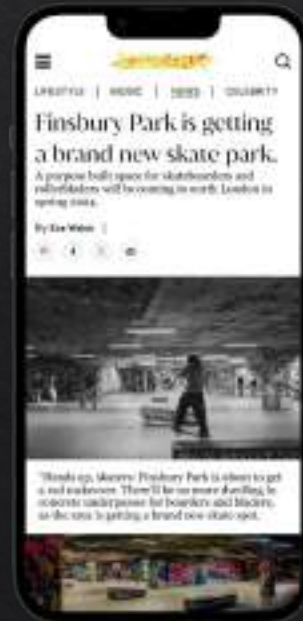 LIFESTYLE | MUSIC | NEWS | CELEBRITY
Finsbury Park is getting
a brand new skate park.
A purpose built space for skateboarders and
rollerbladers will be coming to north London in
spring
By Eve
"Heads up, skaters: Finsbury Park is about to get
a rad makeover. There'll be no more dwelling in
concrete underpasses for boarders and bladers,
as the area is getting a brand new skate spot.